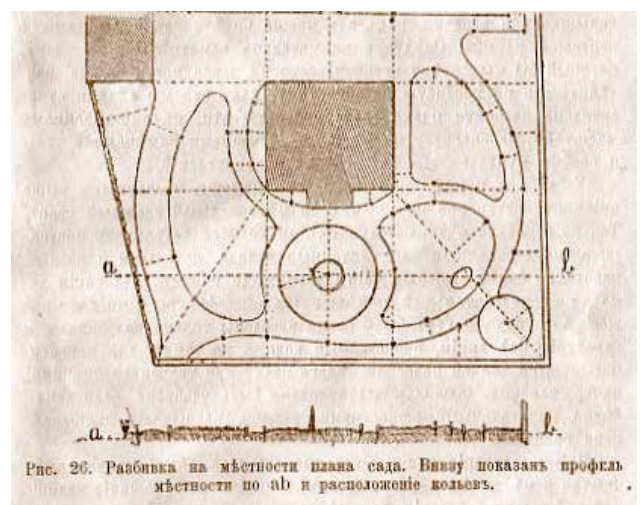 a
b
a
b
Рис. 26. Разбивка на мѣстности плана сада. Внизу показанъ профиль
мѣстности по ab и расположеніе кольевъ.